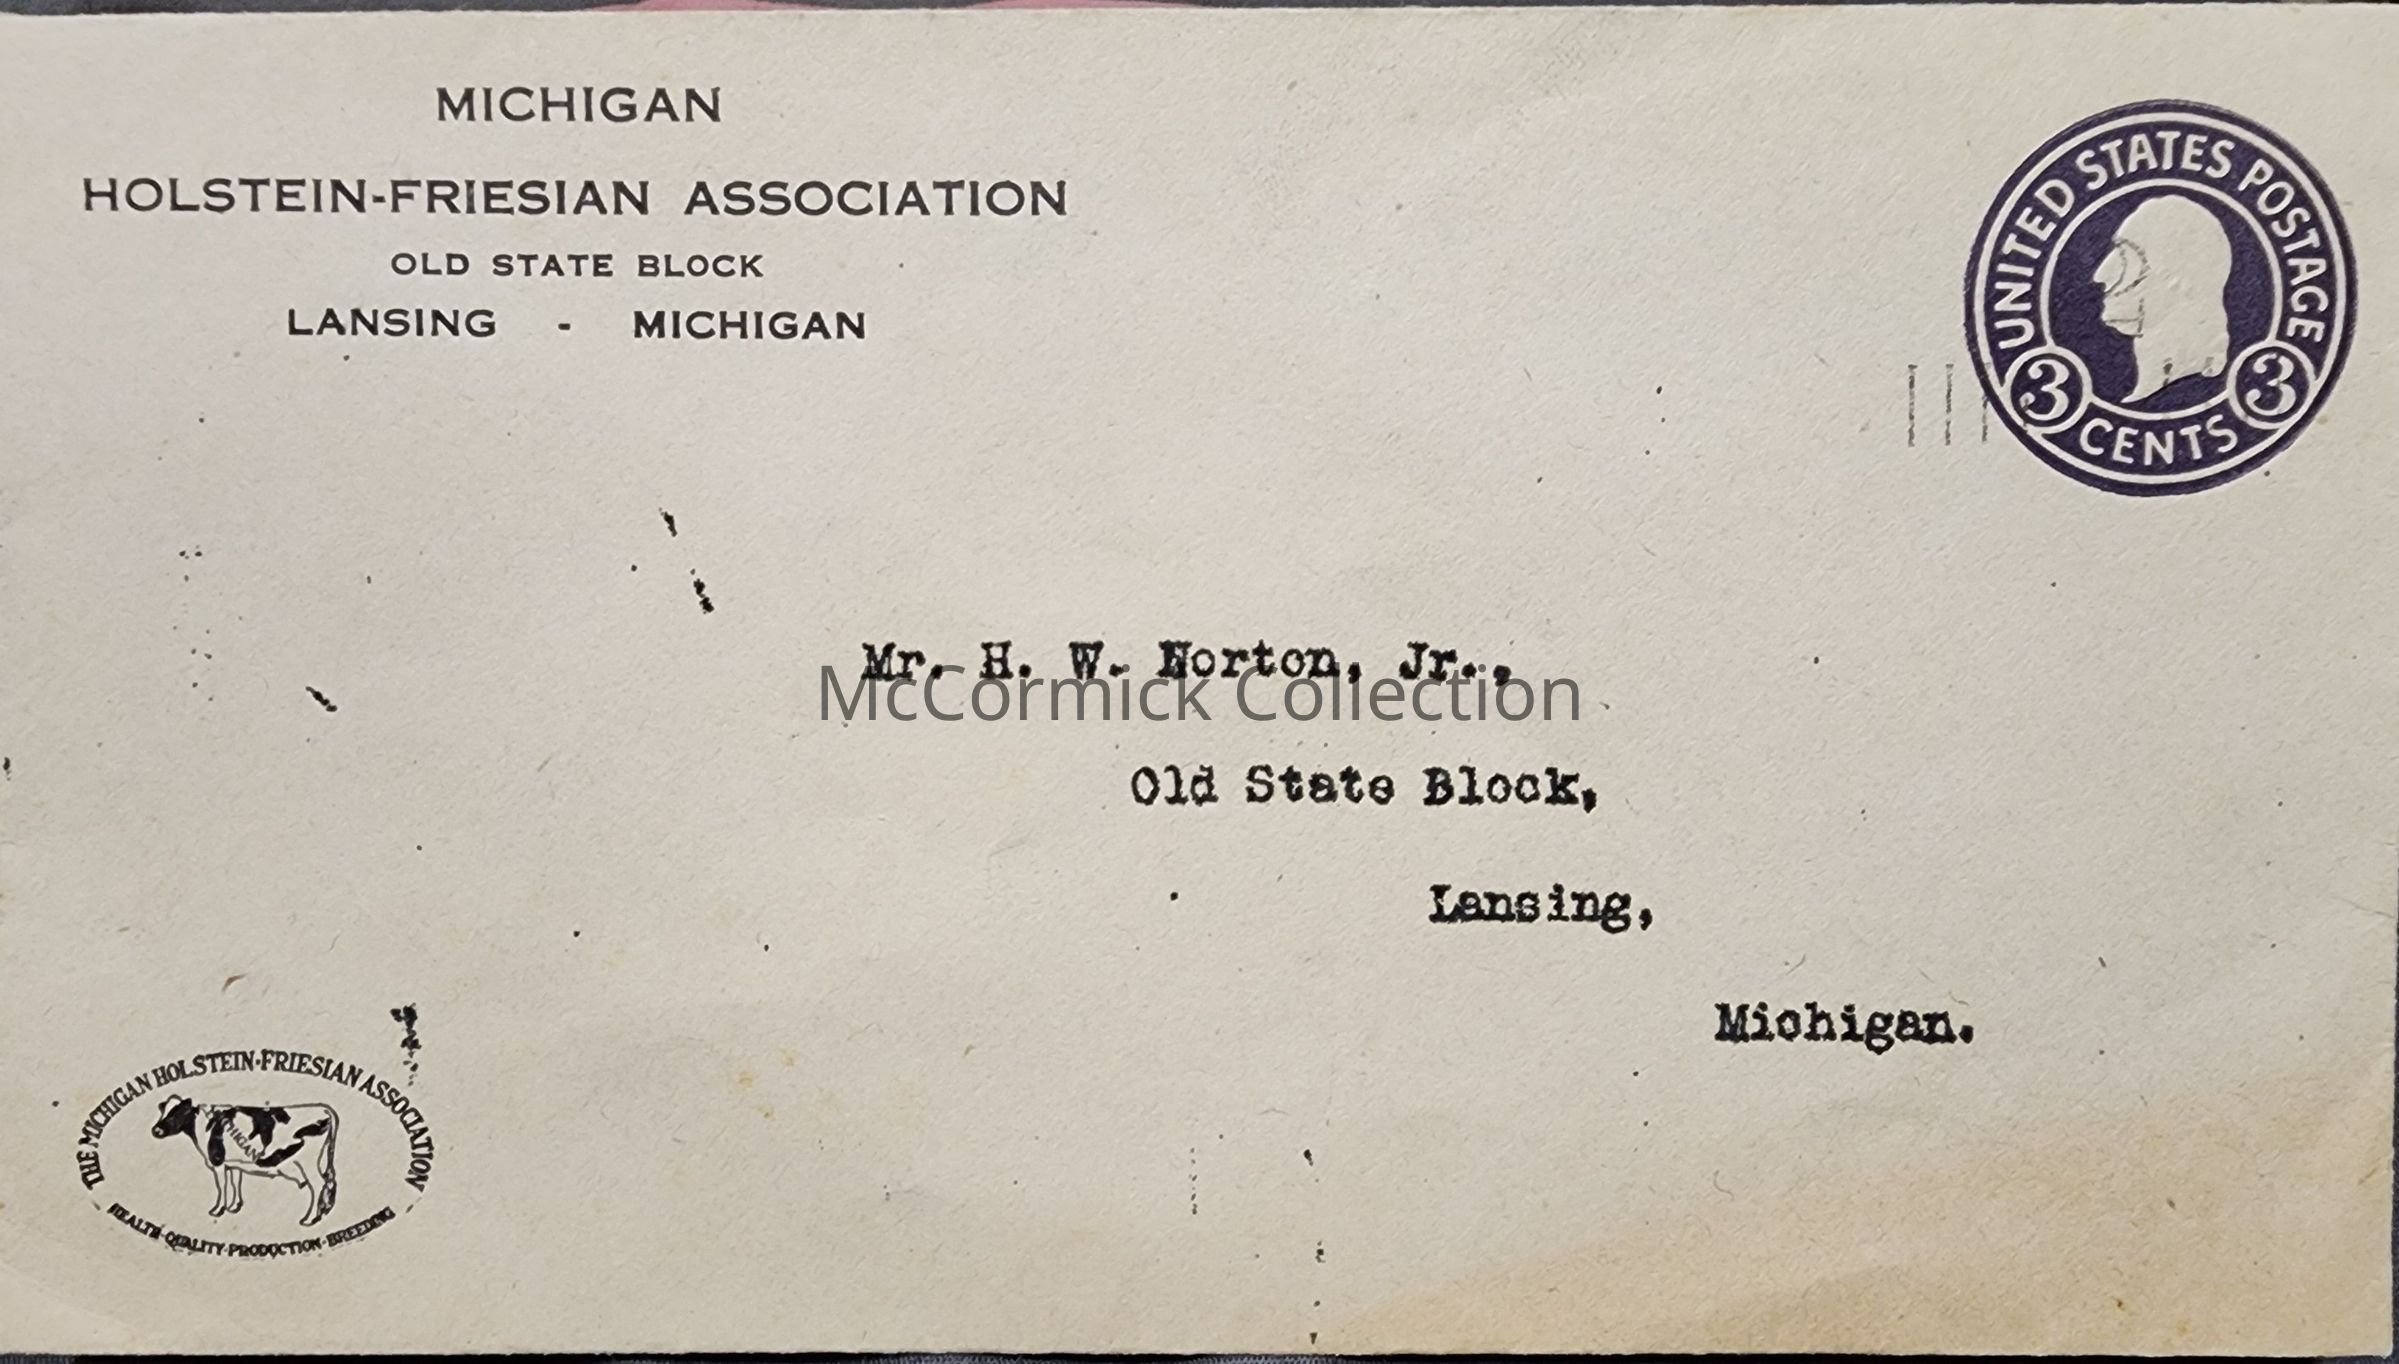 MICHIGAN
HOLSTEIN-FRIESIAN ASSOCIATION
OLD STATE BLOCK
LANSING - MICHIGAN
UNITED STATES POSTAGE
3 CENTS 3
Mr. H. W. Norton, Jr.,
McCormick Collection
Old State Block,
Lansing,
Michigan.
THE MICHIGAN HOLSTEIN-FRIESIAN ASSOCIATION
MICHIGAN
HEALTH-QUALITY-PRODUCTION-BREEDING